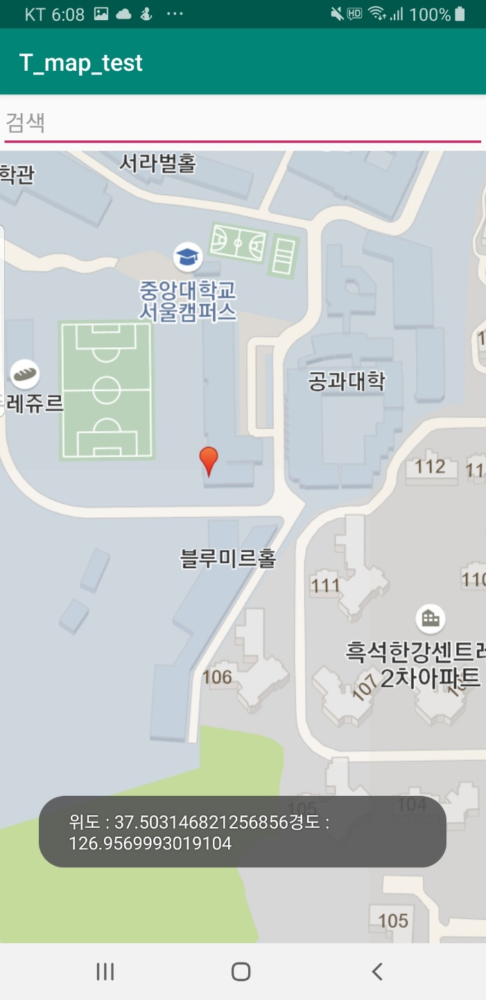 KT 6:08
HD
100%
T_map_test
검색
서라벌홀
학관
중앙대학교
서울캠퍼스
공과대학
레쥬르
112
11
블루미르홀
111
110
흑석한강센트레
2차아파트
106
107
105
104
위도 : 37.503146821256856경도 :
126.9569993019104
105